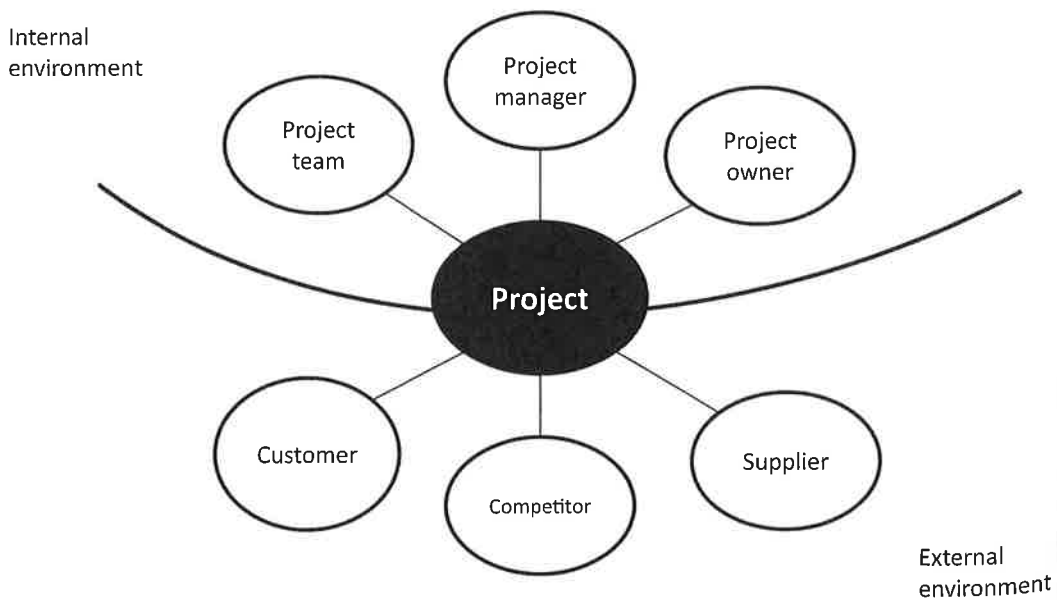 Internal
environment
Project
manager
Project
team
Project
owner
Project
Customer
Supplier
Competitor
External
environment